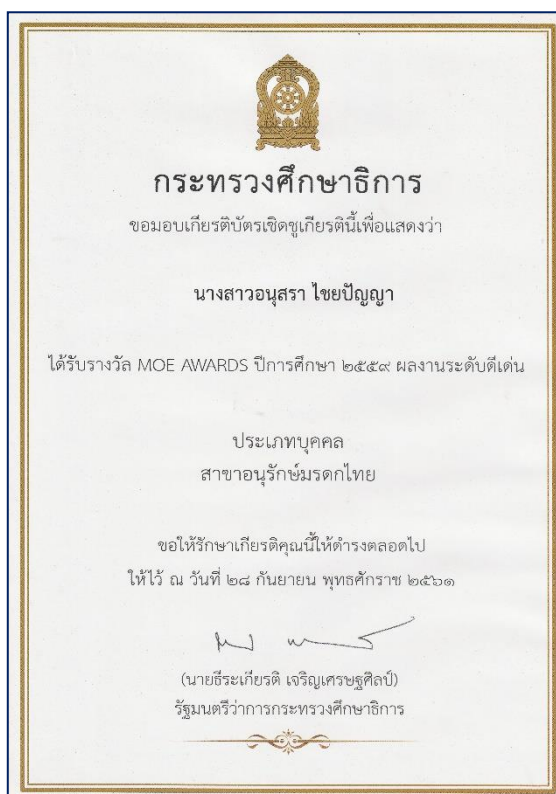 กระทรวงศึกษาธิการ
ขอมอบเกียรติบัตรเชิดชูเกียรตินี้เพื่อแสดงว่า
นางสาวอนุสรา ไชยปัญญา
ได้รับรางวัล MOE AWARDS ปีการศึกษา ๒๕๕๙ ผลงานระดับดีเด่น
ประเภทบุคคล
สาขาอนุรักษ์มรดกไทย
ขอให้รักษาเกียรติคุณนี้ให้ดำรงตลอดไป
ให้ไว้ ณ วันที่ ๒๘ กันยายน พุทธศักราช ๒๕๖๑
(นายธีระเกียรติ เจริญเศรษฐศิลป์)
รัฐมนตรีว่าการกระทรวงศึกษาธิการ